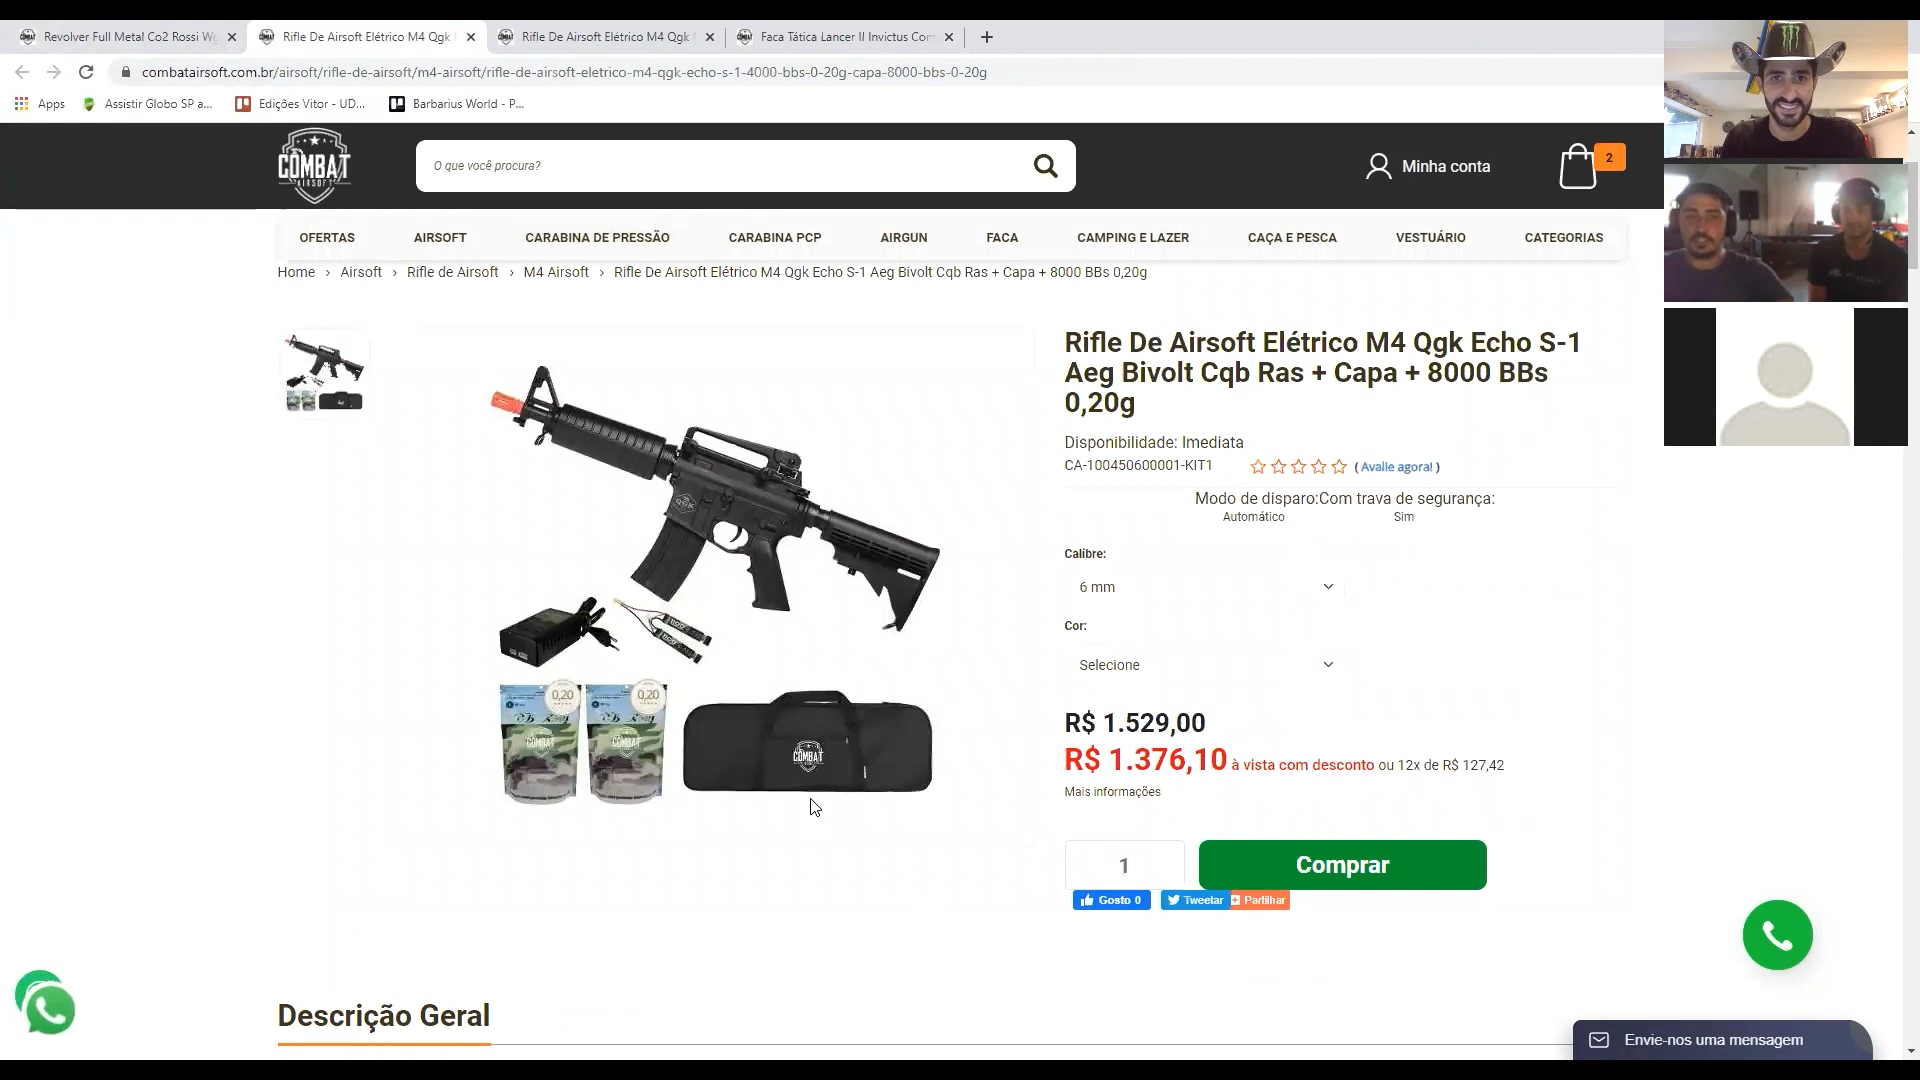 Revolver Full Metal Co2 Rossi Wg
Rifle De Airsoft Elétrico M4 Qgk
Rifle De Airsoft Elétrico M4 Qgk
Faca Tática Lancer II Invictus Com
combatairsoft.com.br/airsoft/rifle-de-airsoft/m4-airsoft/rifle-de-airsoft-eletrico-m4-qgk-echo-s-1-4000-bbs-0-20g-capa-8000-bbs-0-20g
Apps
Assistir Globo SP a...
Edições Vitor - UD...
Barbarius World - P...
COMBAT
AIRSOFT
O que você procura?
Minha conta
2
OFERTAS
AIRSOFT
CARABINA DE PRESSÃO
CARABINA PCP
AIRGUN
FACA
CAMPING E LAZER
CAÇA E PESCA
VESTUÁRIO
CATEGORIAS
Home > Airsoft > Rifle de Airsoft > M4 Airsoft > Rifle De Airsoft Elétrico M4 Qgk Echo S-1 Aeg Bivolt Cqb Ras + Capa + 8000 BBs 0,20g
Rifle De Airsoft Elétrico M4 Qgk Echo S-1
Aeg Bivolt Cqb Ras + Capa + 8000 BBs
0,20g
Disponibilidade: Imediata
CA-100450600001-KIT1
( Avalie agora! )
Modo de disparo:Com trava de segurança:
Automático
Sim
Calibre:
6 mm
Cor:
Selecione
QGK
0,20
0,20
COMBAT
COMBAT
COMBAT
R$ 1.529,00
R$ 1.376,10 à vista com desconto ou 12x de R$ 127,42
Mais informações
1
Comprar
Gosto 0
Tweetar
Partilhar
Descrição Geral
Envie-nos uma mensagem